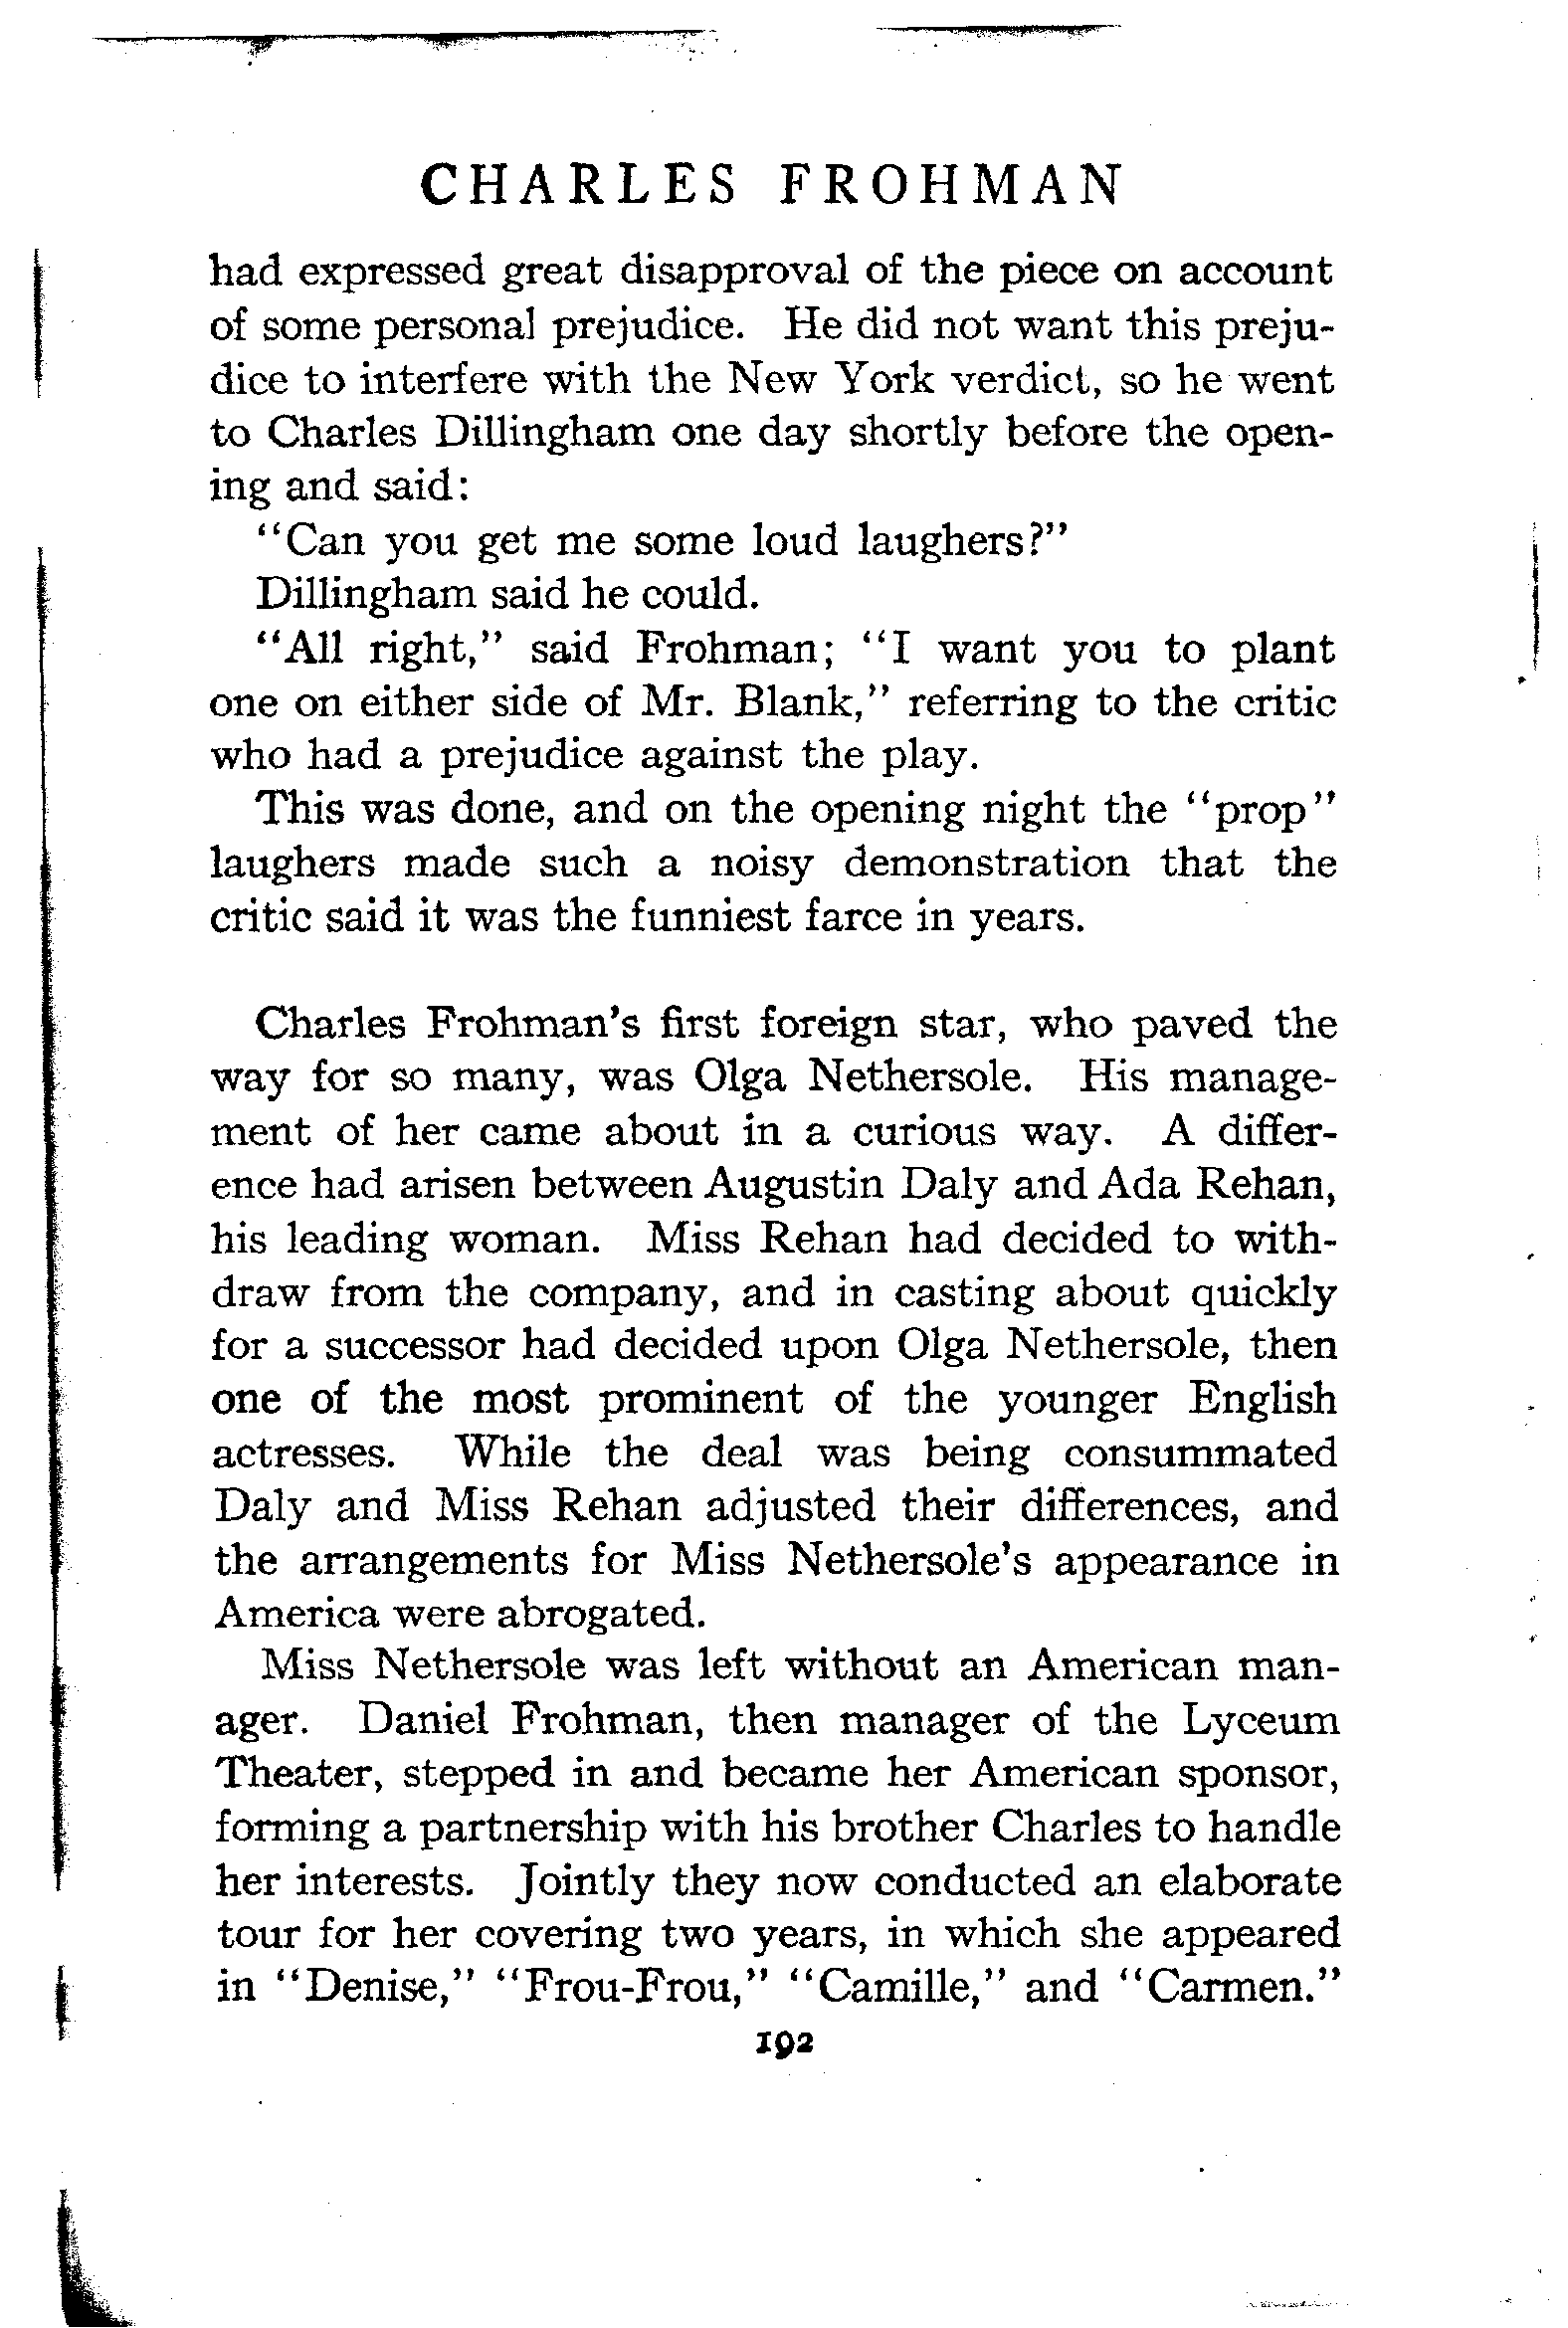 CHARLES FROHMAN
had expressed great disapproval of the piece on account
of some personal prejudice. He did not want this preju-
dice to interfere with the New York verdict, so he went
to Charles Dillingham one day shortly before the open-
ing and said:
"Can you get me some loud laughers?"
Dillingham said he could.
"All right," said Frohman; "I want you to plant
one on either side of Mr. Blank," referring to the critic
who had a prejudice against the play.
This was done, and on the opening night the "prop"
laughers made such a noisy demonstration that the
critic said it was the funniest farce in years.
Charles Frohman's first foreign star, who paved the
way for so many, was Olga Nethersole. His manage-
ment of her came about in a curious way. A differ-
ence had arisen between Augustin Daly and Ada Rehan,
his leading woman. Miss Rehan had decided to with-
draw from the company, and in casting about quickly
for a successor had decided upon Olga Nethersole, then
one of the most prominent of the younger English
actresses. While the deal was being consummated
Daly and Miss Rehan adjusted their differences, and
the arrangements for Miss Nethersole's appearance in
America were abrogated.
Miss Nethersole was left without an American man-
ager. Daniel Frohman, then manager of the Lyceum
Theater, stepped in and became her American sponsor,
forming a partnership with his brother Charles to handle
her interests. Jointly they now conducted an elaborate
tour for her covering two years, in which she appeared
in "Denise," "Frou-Frou," "Camille," and "Carmen."
192